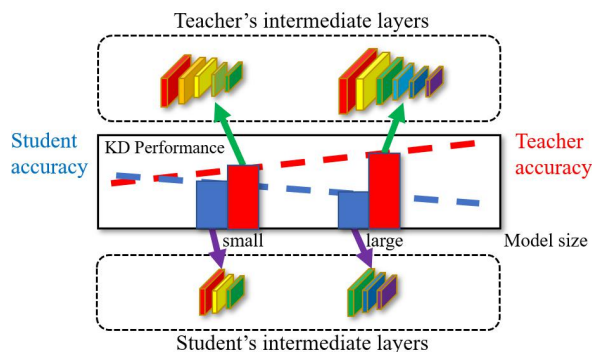 Teacher’s intermediate layers
Student
accuracy
KD Performance
Teacher
accuracy
small
large
Model size
Student’s intermediate layers